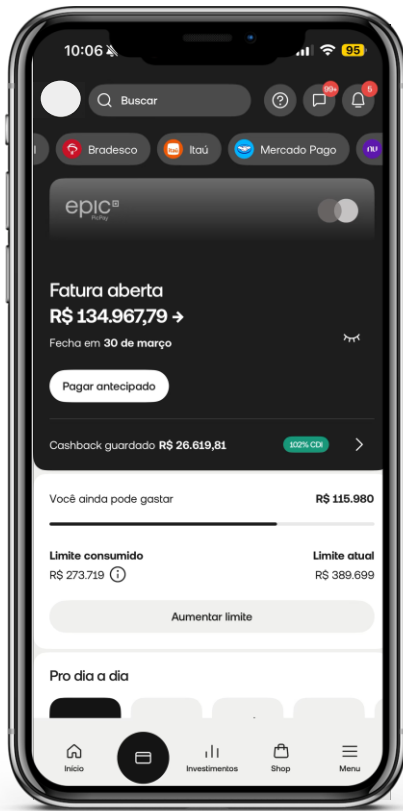 10:06 95
Buscar 99+ 5
Bradesco Itaú Mercado Pago nu
epic
PicPay
Fatura aberta
R$ 134.967,79 →
Fecha em 30 de março
Pagar antecipado
Cashback guardado R$ 26.619,81 102% CDI
Você ainda pode gastar R$ 115.980
Limite consumido Limite atual
R$ 273.719 R$ 389.699
Aumentar limite
Pro dia a dia
Início Investimentos Shop Menu